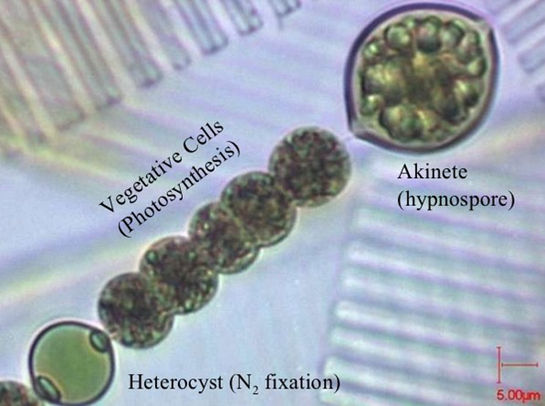 Vegetative Cells
(Photosynthesis)
Akinete
(hypnospore)
Heterocyst (N₂ fixation)
5.00µm